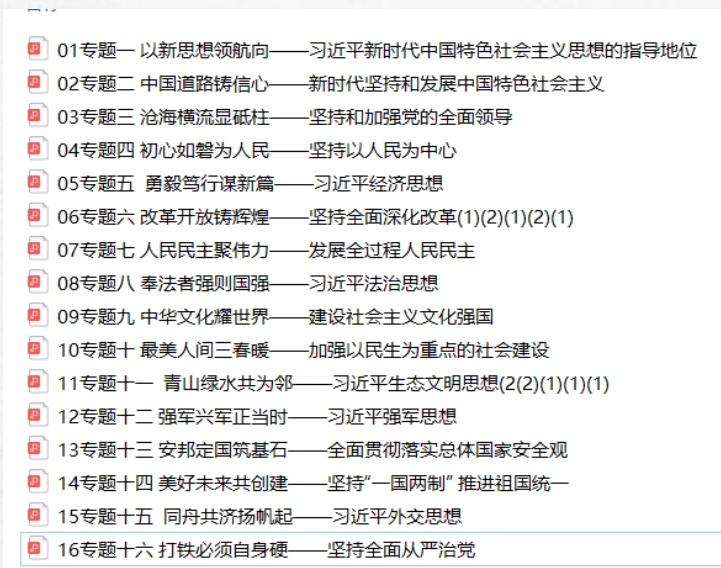 01专题一 以新思想领航向——习近平新时代中国特色社会主义思想的指导地位
02专题二 中国道路铸信心——新时代坚持和发展中国特色社会主义
03专题三 沧海横流显砥柱——坚持和加强党的全面领导
04专题四 初心如磐为人民——坚持以人民为中心
05专题五  勇毅笃行谋新篇——习近平经济思想
06专题六 改革开放铸辉煌——坚持全面深化改革(1)(2)(1)(2)(1)
07专题七 人民民主聚伟力——发展全过程人民民主
08专题八 奉法者强则国强——习近平法治思想
09专题九 中华文化耀世界——建设社会主义文化强国
10专题十 最美人间三春暖——加强以民生为重点的社会建设
11专题十一  青山绿水共为邻——习近平生态文明思想(2(2)(1)(1)(1)
12专题十二 强军兴军正当时——习近平强军思想
13专题十三 安邦定国筑基石——全面贯彻落实总体国家安全观
14专题十四 美好未来共创建——坚持“一国两制” 推进祖国统一
15专题十五  同舟共济扬帆起——习近平外交思想
16专题十六 打铁必须自身硬——坚持全面从严治党